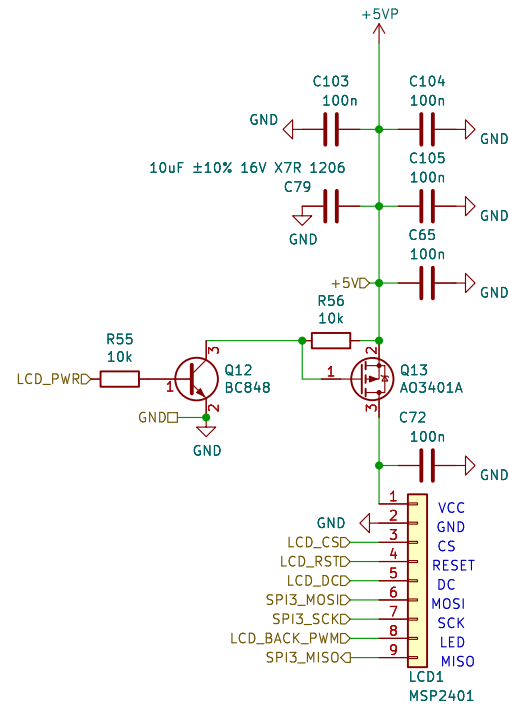 +5VP
C103
100n
C104
100n
GND
GND
10uF ±10% 16V X7R 1206
C79
C105
100n
GND
GND
C65
100n
+5V
GND
R56
10k
R55
10k
3
2
LCD_PWR
1
Q12
BC848
1
Q13
AO3401A
GND
2
3
GND
C72
100n
GND
1
VCC
GND
2
GND
LCD_CS
3
CS
LCD_RST
4
RESET
LCD_DC
5
DC
SPI3_MOSI
6
MOSI
SPI3_SCK
7
SCK
LCD_BACK_PWM
8
LED
SPI3_MISO
9
MISO
LCD1
MSP2401